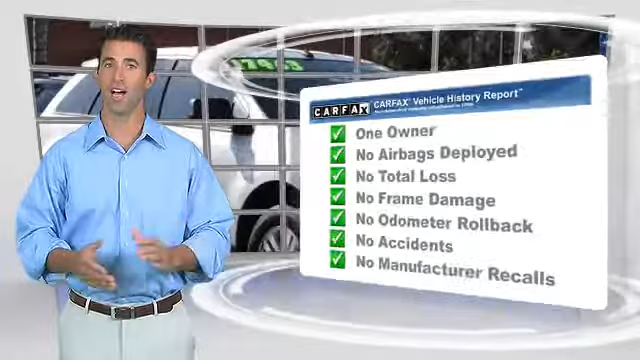 CARFAX CARFAX Vehicle History Report™
One Owner
No Airbags Deployed
No Total Loss
No Frame Damage
No Odometer Rollback
No Accidents
No Manufacturer Recalls